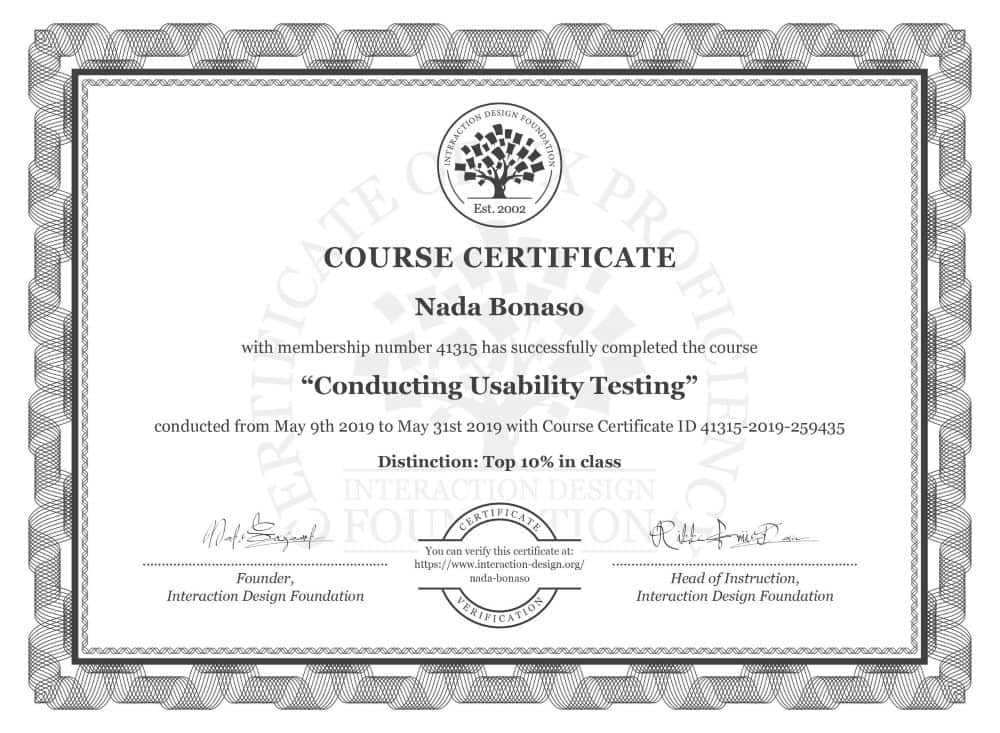 INTERACTION DESIGN FOUNDATION
Est. 2002
CERTIFICATE OF UX PROFICIENCY
COURSE CERTIFICATE
Nada Bonaso
with membership number 41315 has successfully completed the course
“Conducting Usability Testing”
conducted from May 9th 2019 to May 31st 2019 with Course Certificate ID 41315-2019-259435
Distinction: Top 10% in class
INTERACTION DESIGN
FOUNDATION
CERTIFICATE
You can verify this certificate at:
https://www.interaction-design.org/
nada-bonaso
VERIFICATION
Founder,
Interaction Design Foundation
Head of Instruction,
Interaction Design Foundation